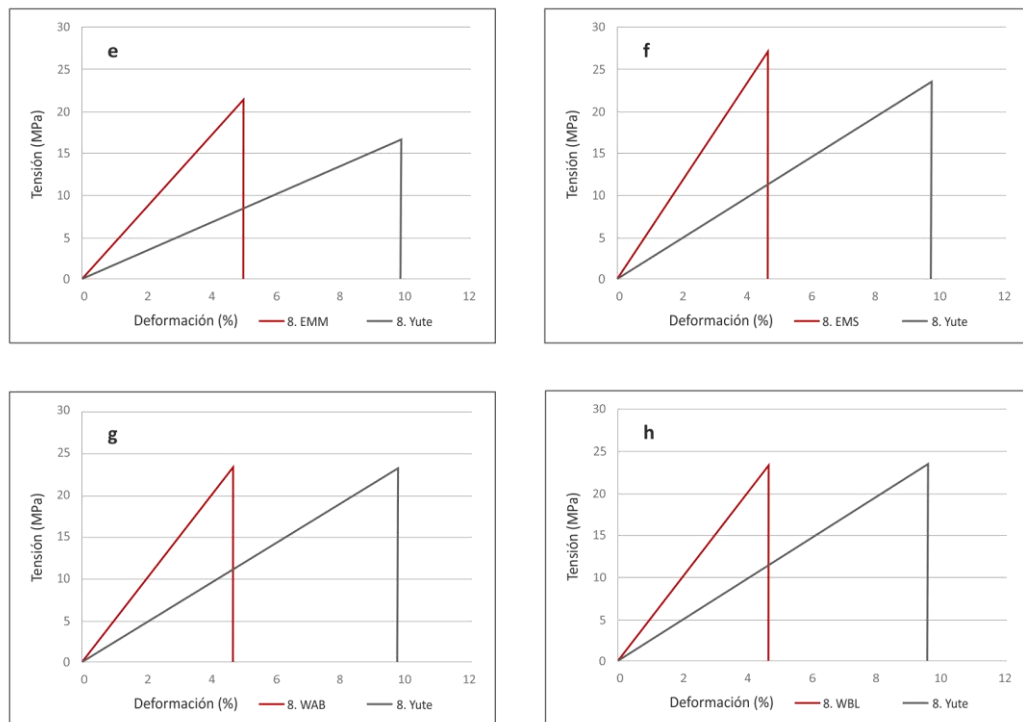 e
30
25
20
15
10
5
0
Tensión (MPa)
0 2 4 6 8 10 12
Deformación (%) 8. EMM 8. Yute
f
30
25
20
15
10
5
0
Tensión (MPa)
0 2 4 6 8 10 12
Deformación (%) 8. EMS 8. Yute
g
30
25
20
15
10
5
0
Tensión (MPa)
0 2 4 6 8 10 12
Deformación (%) 8. WAB 8. Yute
h
30
25
20
15
10
5
0
Tensión (MPa)
0 2 4 6 8 10 12
Deformación (%) 8. WBL 8. Yute